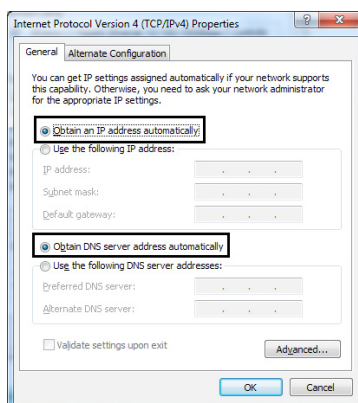 Internet Protocol Version 4 (TCP/IPv4) Properties
General
Alternate Configuration
You can get IP settings assigned automatically if your network supports
this capability. Otherwise, you need to ask your network administrator
for the appropriate IP settings.
Obtain an IP address automatically
Use the following IP address:
IP address:
Subnet mask:
Default gateway:
Obtain DNS server address automatically
Use the following DNS server addresses:
Preferred DNS server:
Alternate DNS server:
Validate settings upon exit
Advanced...
OK
Cancel